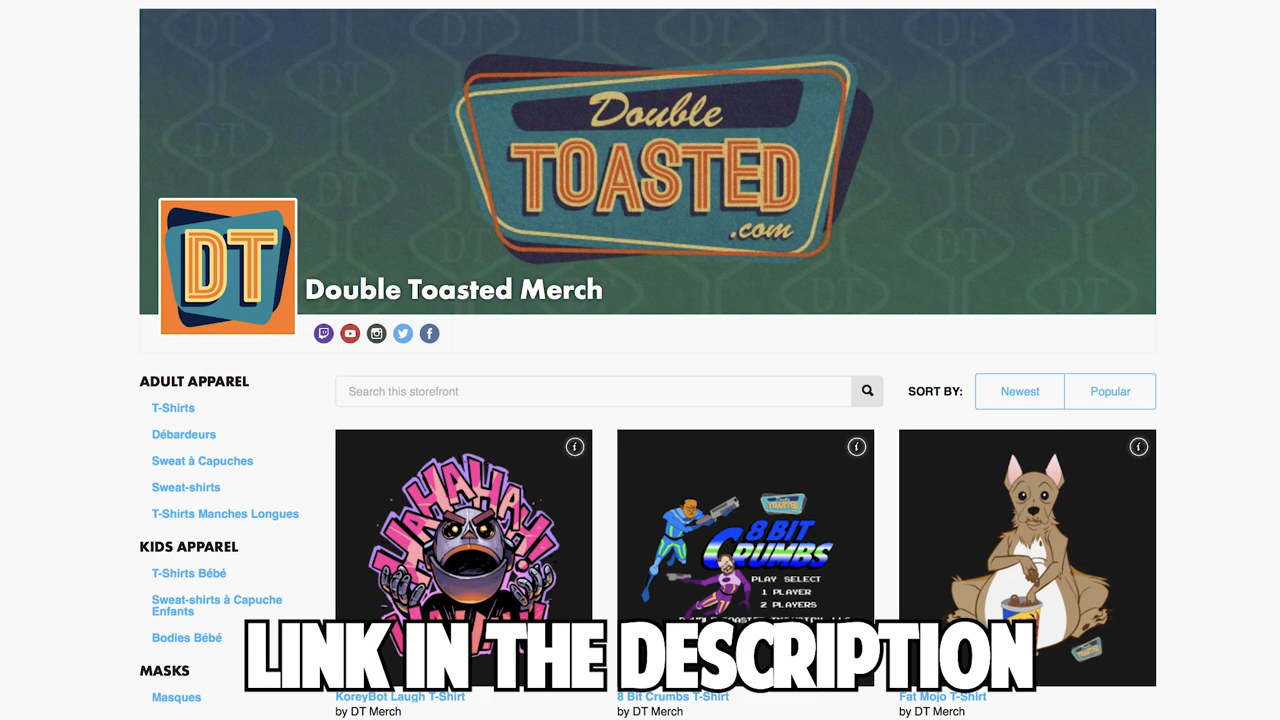 Double
TOASTED
.com
DT
Double Toasted Merch
ADULT APPAREL
T-Shirts
Débardeurs
Sweat à Capuches
Sweat-shirts
T-Shirts Manches Longues
KIDS APPAREL
T-Shirts Bébé
Sweat-shirts à Capuche
Enfants
Bodies Bébé
MASKS
Masques
Search this storefront
SORT BY:
Newest
Popular
HAHAHAHA
TOASTED
8 BIT
CRUMBS
PLAY SELECT
1 PLAYER
2 PLAYERS
LINK IN THE DESCRIPTION
KoreyBot Laugh T-Shirt
by DT Merch
8 Bit Crumbs T-Shirt
by DT Merch
Fat Mojo T-Shirt
by DT Merch